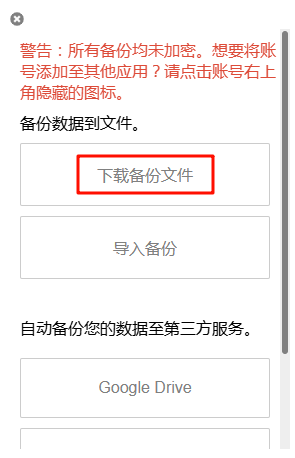 警告：所有备份均未加密。想要将账
号添加至其他应用？请点击账号右上
角隐藏的图标。
备份数据到文件。
下载备份文件
导入备份
自动备份您的数据至第三方服务。
Google Drive